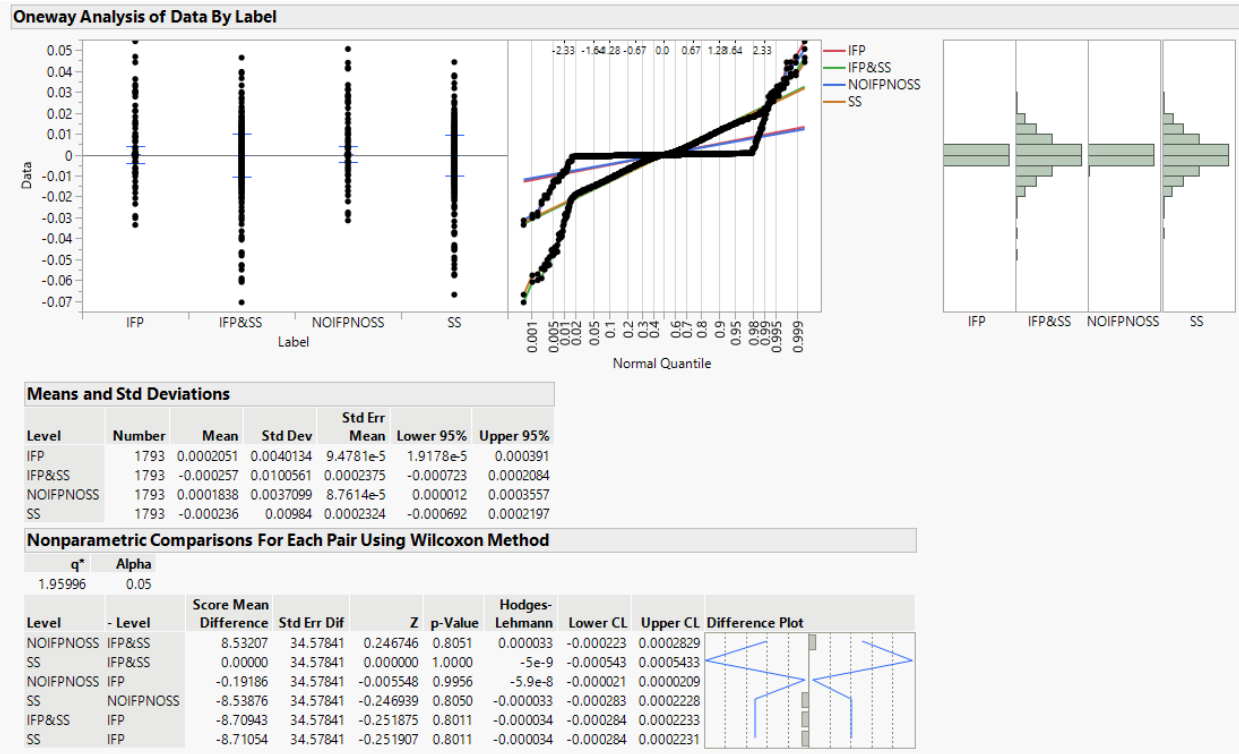 Oneway Analysis of Data By Label
0.05
0.04
0.03
0.02
0.01
0
-0.01
-0.02
-0.03
-0.04
-0.05
-0.06
-0.07
Data
IFP IFP&SS NOIFPNOSS SS
Label
-2.33 -1.64 -1.28 -0.67 0.0 0.67 1.28 1.64 2.33
0.001 0.005 0.01 0.02 0.05 0.1 0.2 0.3 0.4 0.6 0.7 0.8 0.9 0.95 0.98 0.99 0.995 0.999
Normal Quantile
IFP
IFP&SS
NOIFPNOSS
SS
IFP IFP&SS NOIFPNOSS SS
Means and Std Deviations
Level Number Mean Std Dev Std Err Mean Lower 95% Upper 95%
IFP 1793 0.0002051 0.0040134 9.4781e-5 1.9178e-5 0.000391
IFP&SS 1793 -0.000257 0.0100561 0.0002375 -0.000723 0.0002084
NOIFPNOSS 1793 0.0001838 0.0037099 8.7614e-5 0.000012 0.0003557
SS 1793 -0.000236 0.00984 0.0002324 -0.000692 0.0002197
Nonparametric Comparisons For Each Pair Using Wilcoxon Method
q* Alpha
1.95996 0.05
Level - Level Score Mean Difference Std Err Dif Z p-Value Hodges-Lehmann Lower CL Upper CL Difference Plot
NOIFPNOSS IFP&SS 8.53207 34.57841 0.246746 0.8051 0.000033 -0.000223 0.0002829
SS IFP&SS 0.00000 34.57841 0.000000 1.0000 -5e-9 -0.000543 0.0005433
NOIFPNOSS IFP -0.19186 34.57841 -0.005548 0.9956 -5.9e-8 -0.000021 0.0000209
SS NOIFPNOSS -8.53876 34.57841 -0.246939 0.8050 -0.000033 -0.000283 0.0002228
IFP&SS IFP -8.70943 34.57841 -0.251875 0.8011 -0.000034 -0.000284 0.0002233
SS IFP -8.71054 34.57841 -0.251907 0.8011 -0.000034 -0.000284 0.0002231